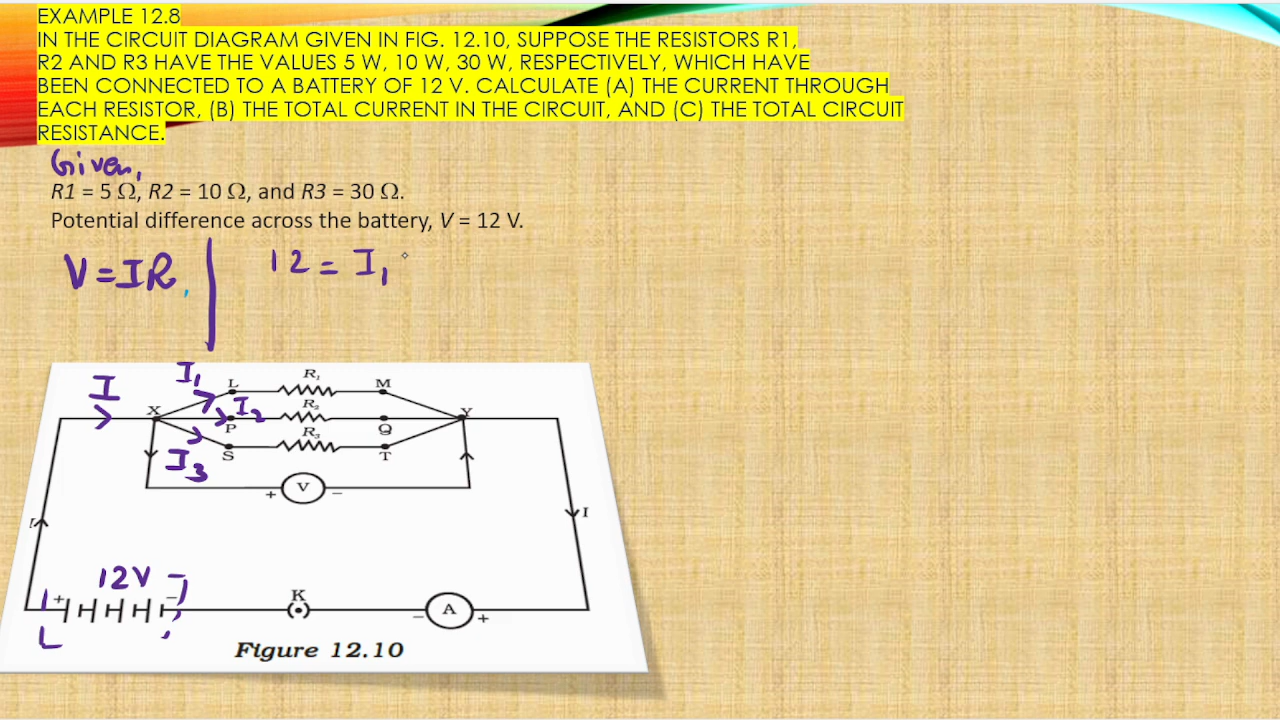 EXAMPLE 12.8
IN THE CIRCUIT DIAGRAM GIVEN IN FIG. 12.10, SUPPOSE THE RESISTORS R1,
R2 AND R3 HAVE THE VALUES 5 W, 10 W, 30 W, RESPECTIVELY, WHICH HAVE
BEEN CONNECTED TO A BATTERY OF 12 V. CALCULATE (A) THE CURRENT THROUGH
EACH RESISTOR, (B) THE TOTAL CURRENT IN THE CIRCUIT, AND (C) THE TOTAL CIRCUIT
RESISTANCE.
Given,
R1 = 5 Ω, R2 = 10 Ω, and R3 = 30 Ω.
Potential difference across the battery, V = 12 V.
V = IR, 12 = I₁
I₁ L R₁ M
I X I₂ R₂ Y
P Q
I₃ S R₃ T
+ V −
I
12V
+ − K − A +
Figure 12.10